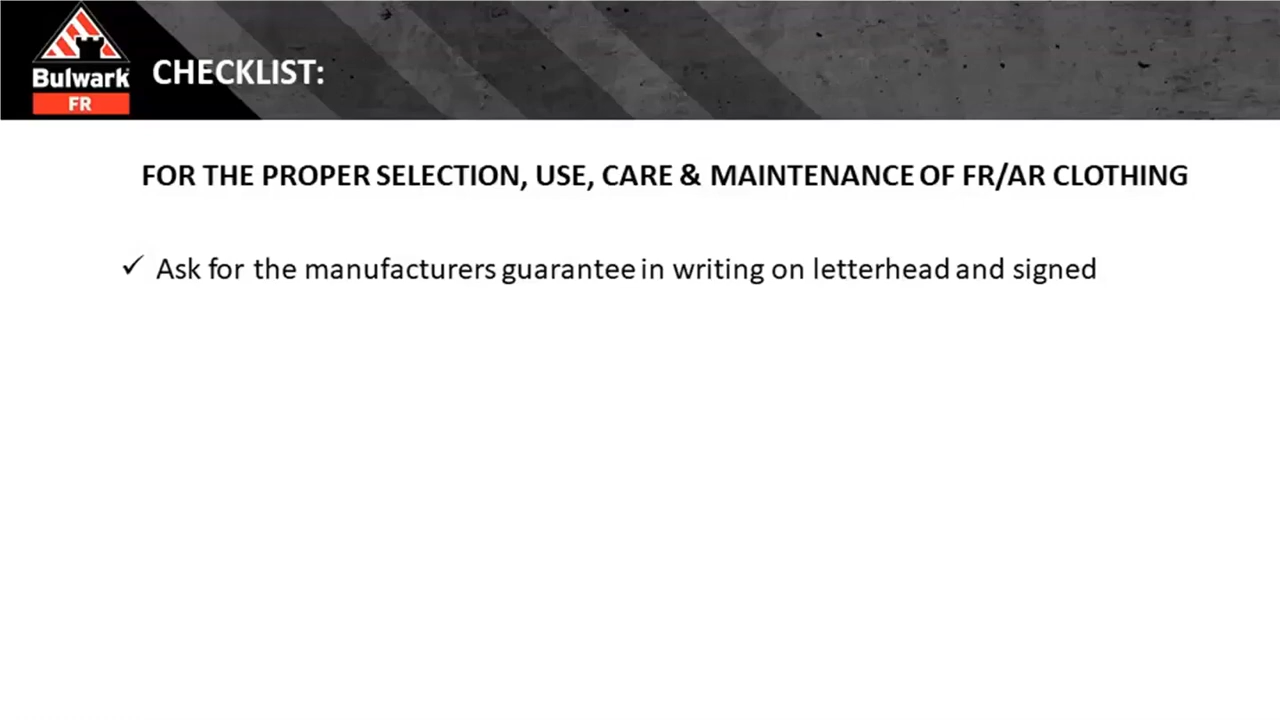 Bulwark
FR
CHECKLIST:
FOR THE PROPER SELECTION, USE, CARE & MAINTENANCE OF FR/AR CLOTHING
✓ Ask for the manufacturers guarantee in writing on letterhead and signed